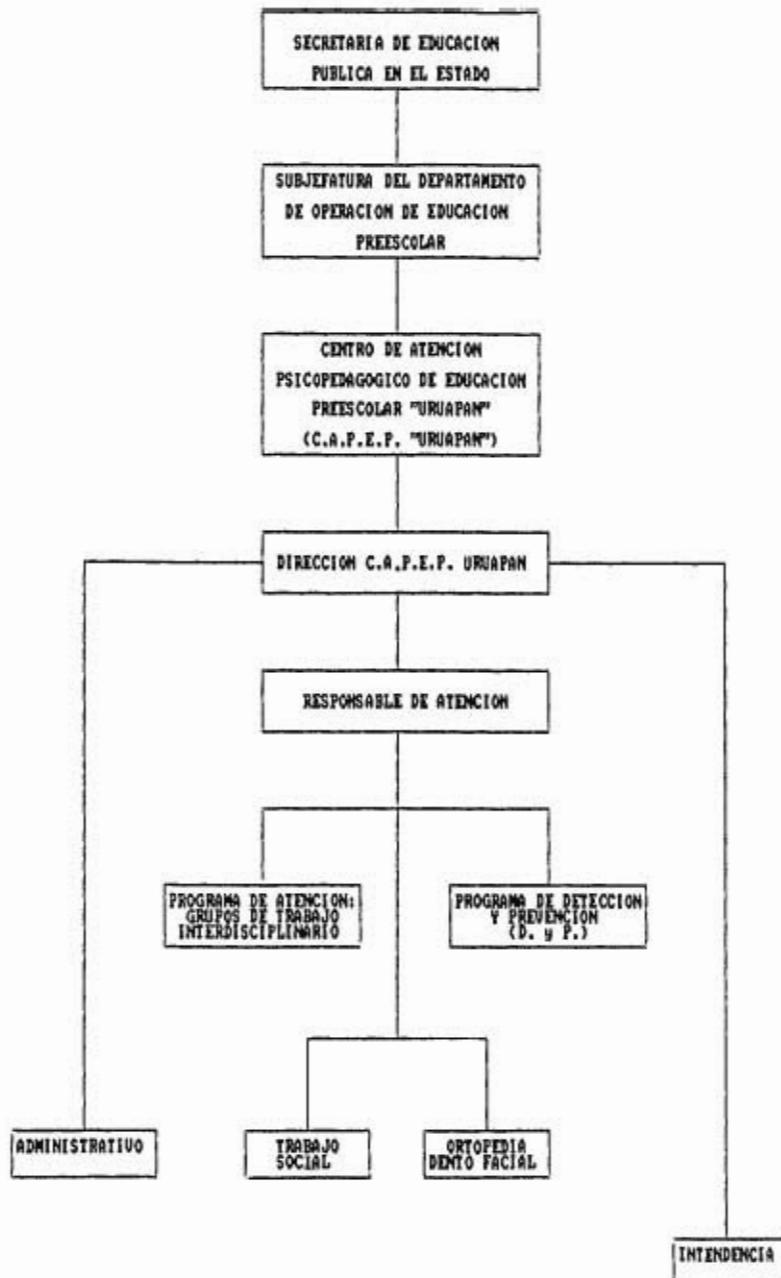 SECRETARIA DE EDUCACION
PUBLICA EN EL ESTADO
SUBJEFATURA DEL DEPARTAMENTO
DE OPERACION DE EDUCACION
PREESCOLAR
CENTRO DE ATENCION
PSICOPEDAGOGICO DE EDUCACION
PREESCOLAR "URUAPAN"
(C.A.P.E.P. "URUAPAN")
DIRECCION C.A.P.E.P. URUAPAN
RESPONSABLE DE ATENCION
PROGRAMA DE ATENCION:
GRUPOS DE TRABAJO
INTERDISCIPLINARIO
PROGRAMA DE DETECCION
Y PREVENCION
(D. y P.)
ADMINISTRATIVO
TRABAJO
SOCIAL
ORTOPEDIA
DENTO FACIAL
INTENDENCIA